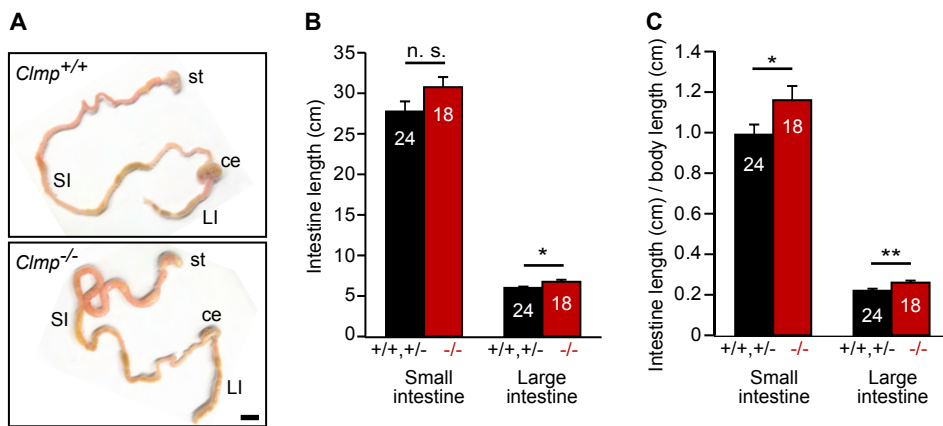 A
Clmp+/+
st
ce
SI
LI
Clmp-/-
st
SI
ce
LI
B
Intestine length (cm)
35
30
25
20
15
10
5
0
n. s.
24
18
*
24
18
+/+,+/-
-/-
+/+,+/-
-/-
Small
intestine
Large
intestine
C
Intestine length (cm) / body length (cm)
1.4
1.2
1.0
0.8
0.6
0.4
0.2
0
*
24
18
**
24
18
+/+,+/-
-/-
+/+,+/-
-/-
Small
intestine
Large
intestine